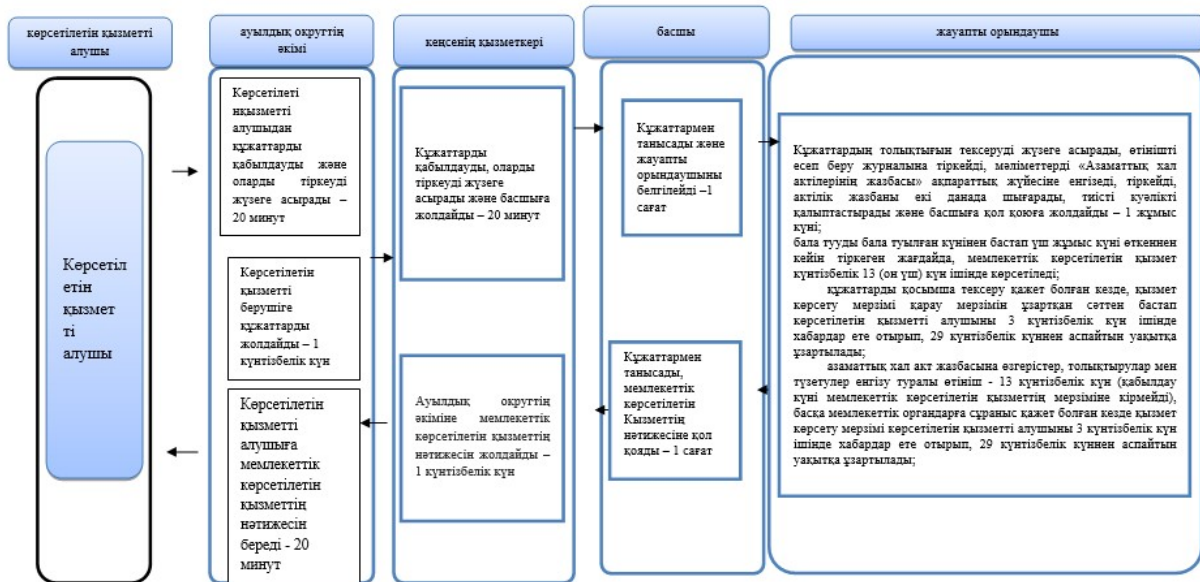 көрсетілетін қызметті
алушы
ауылдық округтің
әкімі
кеңсенің қызметкері
басшы
жауапты орындаушы
Көрсетіл
етін
қызмет
ті
алушы
Көрсетілеті
нқызметті
алушыдан
құжаттарды
қабылдауды және
оларды тіркеуді
жүзеге асырады –
20 минут
Көрсетілетін
қызметті
берушіге
құжаттарды
жолдайды – 1
күнтізбелік күн
Көрсетілетін
қызметті
алушыға
мемлекеттік
көрсетілетін
қызметтің
нәтижесін
береді - 20
минут
Құжаттарды
қабылдауды, оларды
тіркеуді жүзеге
асырады және басшыға
жолдайды – 20 минут
Ауылдық округтің
әкіміне мемлекеттік
көрсетілетін қызметтің
нәтижесін жолдайды –
1 күнтізбелік күн
Құжаттармен
танысады және
жауапты
орындаушыны
белгілейді –1
сағат
Құжаттармен
танысады,
мемлекеттік
көрсетілетін
Қызметтің
нәтижесіне қол
қояды – 1 сағат
Құжаттардың толықтығын тексеруді жүзеге асырады, өтінішті
есеп беру журналына тіркейді, мәліметтерді «Азаматтық хал
актілерінің жазбасы» ақпараттық жүйесіне енгізеді, тіркейді,
актілік жазбаны екі данада шығарады, тиісті куәлікті
қалыптастырады және басшыға қол қоюға жолдайды – 1 жұмыс
күні;
бала тууды бала туылған күнінен бастап үш жұмыс күні өткеннен
кейін тіркеген жағдайда, мемлекеттік көрсетілетін қызмет
күнтізбелік 13 (он үш) күн ішінде көрсетіледі;
құжаттарды қосымша тексеру қажет болған кезде, қызмет
көрсету мерзімі қарау мерзімін ұзартқан сәттен бастап
көрсетілетін қызметті алушыны 3 күнтізбелік күн ішінде
хабардар ете отырып, 29 күнтізбелік күннен аспайтын уақытқа
ұзартылады;
азаматтық хал акт жазбасына өзгерістер, толықтырулар мен
түзетулер енгізу туралы өтініш - 13 күнтізбелік күн (қабылдау
күні мемлекеттік көрсетілетін қызметтің мерзіміне кірмейді),
басқа мемлекеттік органдарға сұраныс қажет болған кезде қызмет
көрсету мерзімі көрсетілетін қызметті алушыны 3 күнтізбелік күн
ішінде хабардар ете отырып, 29 күнтізбелік күннен аспайтын
уақытқа ұзартылады;